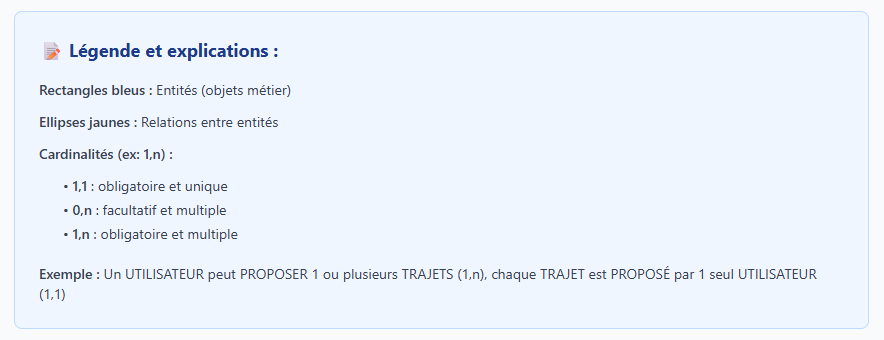 Légende et explications :
Rectangles bleus : Entités (objets métier)
Ellipses jaunes : Relations entre entités
Cardinalités (ex: 1,n) :
• 1,1 : obligatoire et unique
• 0,n : facultatif et multiple
• 1,n : obligatoire et multiple
Exemple : Un UTILISATEUR peut PROPOSER 1 ou plusieurs TRAJETS (1,n), chaque TRAJET est PROPOSÉ par 1 seul UTILISATEUR
(1,1)